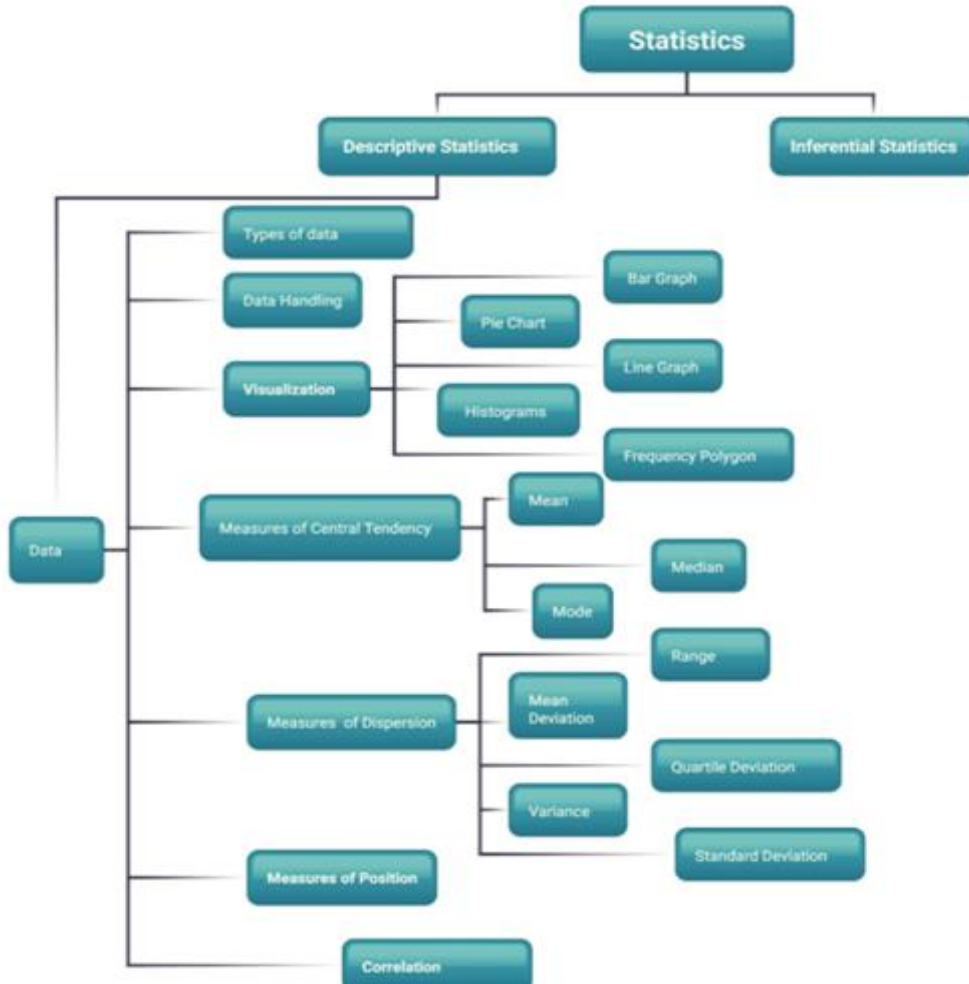 Statistics
Descriptive Statistics
Inferential Statistics
Types of data
Data Handling
Visualization
Bar Graph
Pie Chart
Line Graph
Histograms
Frequency Polygon
Data
Measures of Central Tendency
Mean
Median
Mode
Measures of Dispersion
Range
Mean
Deviation
Quartile Deviation
Variance
Standard Deviation
Measures of Position
Correlation